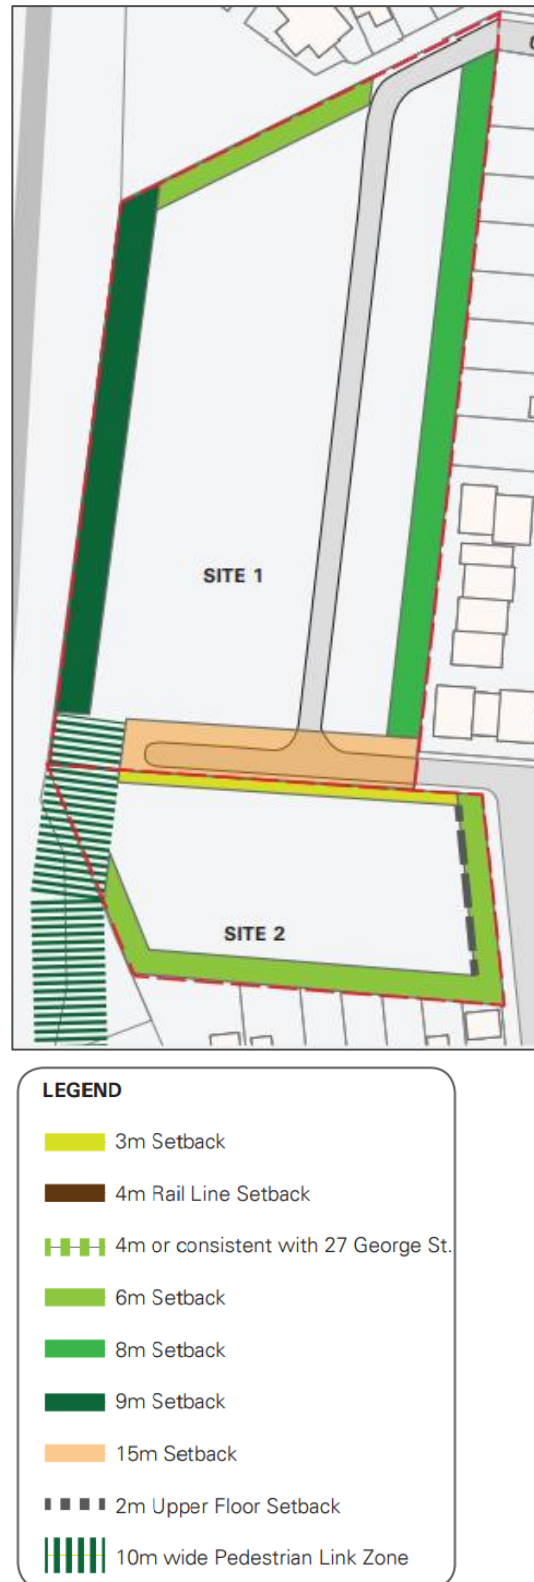 SITE 1
SITE 2
LEGEND
3m Setback
4m Rail Line Setback
4m or consistent with 27 George St.
6m Setback
8m Setback
9m Setback
15m Setback
2m Upper Floor Setback
10m wide Pedestrian Link Zone